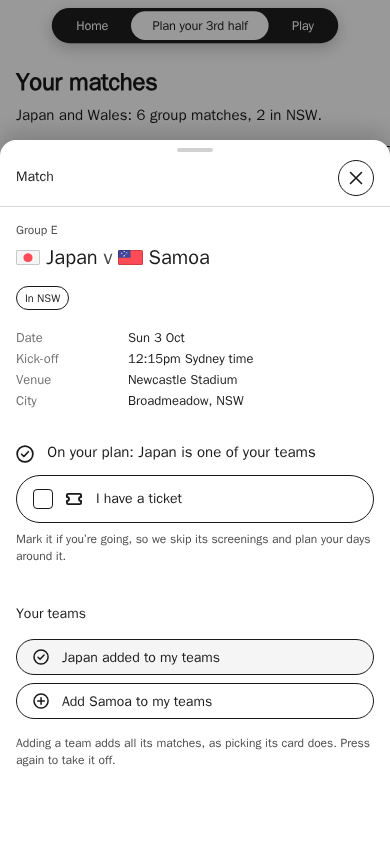 Home
Plan your 3rd half
Play
Your matches
Japan and Wales: 6 group matches, 2 in NSW.
Match
Group E
Japan v Samoa
In NSW
Date Sun 3 Oct
Kick-off 12:15pm Sydney time
Venue Newcastle Stadium
City Broadmeadow, NSW
On your plan: Japan is one of your teams
I have a ticket
Mark it if you’re going, so we skip its screenings and plan your days
around it.
Your teams
Japan added to my teams
Add Samoa to my teams
Adding a team adds all its matches, as picking its card does. Press
again to take it off.